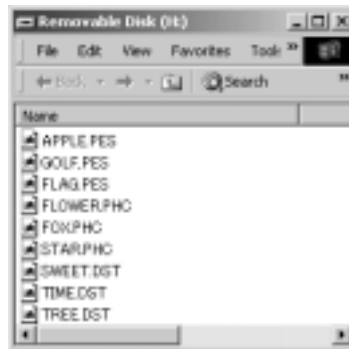 Removable Disk (H:)
File Edit View Favorites Tools »
Back Search »
Name
APPLE.PES
GOLF.PES
FLAG.PES
FLOWER.PHC
FOX.PHC
STAR.PHC
SWEET.DST
TIME.DST
TREE.DST